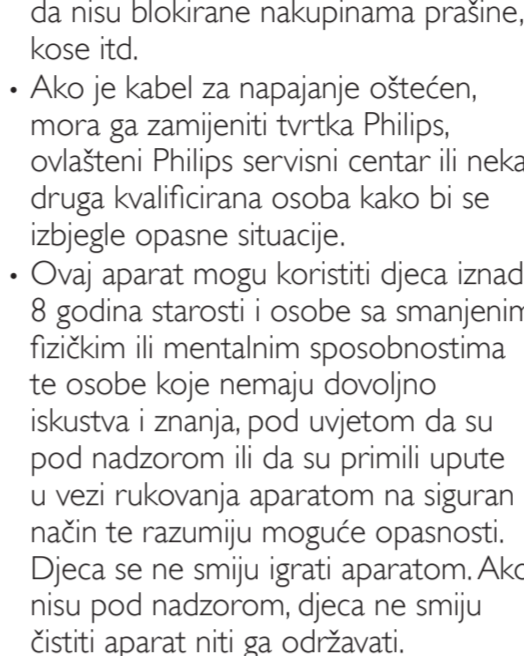 da nisu blokirane nakupinama prašine,
kose itd.
• Ako je kabel za napajanje oštećen,
mora ga zamijeniti tvrtka Philips,
ovlašteni Philips servisni centar ili neka
druga kvalificirana osoba kako bi se
izbjegle opasne situacije.
• Ovaj aparat mogu koristiti djeca iznad
8 godina starosti i osobe sa smanjenim
fizičkim ili mentalnim sposobnostima
te osobe koje nemaju dovoljno
iskustva i znanja, pod uvjetom da su
pod nadzorom ili da su primili upute
u vezi rukovanja aparatom na siguran
način te razumiju moguće opasnosti.
Djeca se ne smiju igrati aparatom. Ako
nisu pod nadzorom, djeca ne smiju
čistiti aparat niti ga održavati.